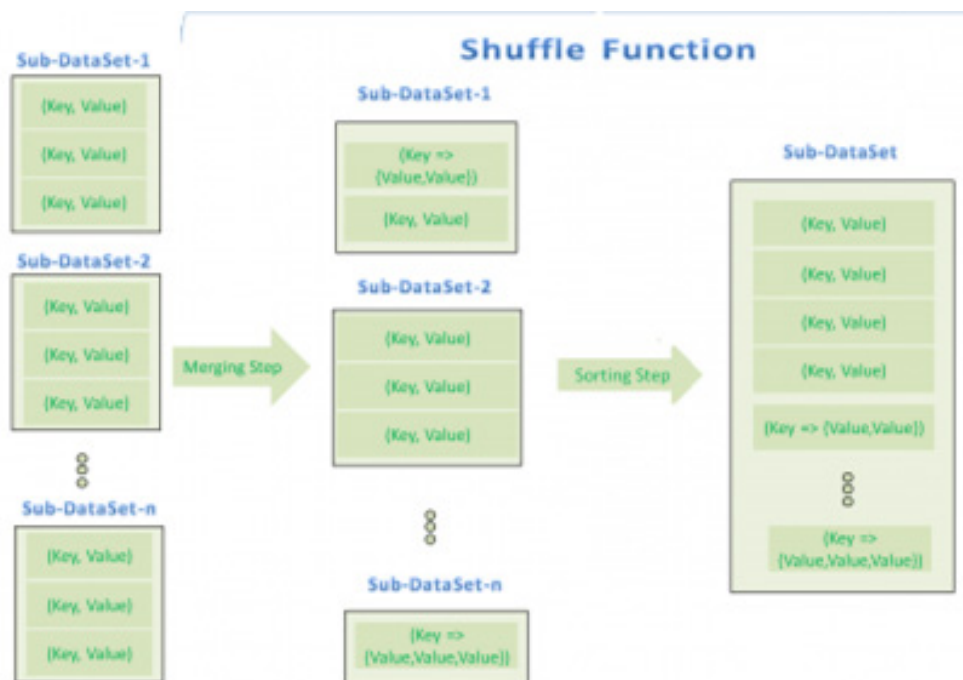 Shuffle Function
Sub-DataSet-1
(Key, Value)
(Key, Value)
(Key, Value)
Sub-DataSet-2
(Key, Value)
(Key, Value)
(Key, Value)
Sub-DataSet-n
(Key, Value)
(Key, Value)
(Key, Value)
Merging Step
Sub-DataSet-1
(Key =>
{Value,Value})
(Key, Value)
Sub-DataSet-2
(Key, Value)
(Key, Value)
(Key, Value)
Sub-DataSet-n
(Key =>
{Value,Value,Value})
Sorting Step
Sub-DataSet
(Key, Value)
(Key, Value)
(Key, Value)
(Key, Value)
(Key => {Value,Value})
(Key =>
{Value,Value,Value})